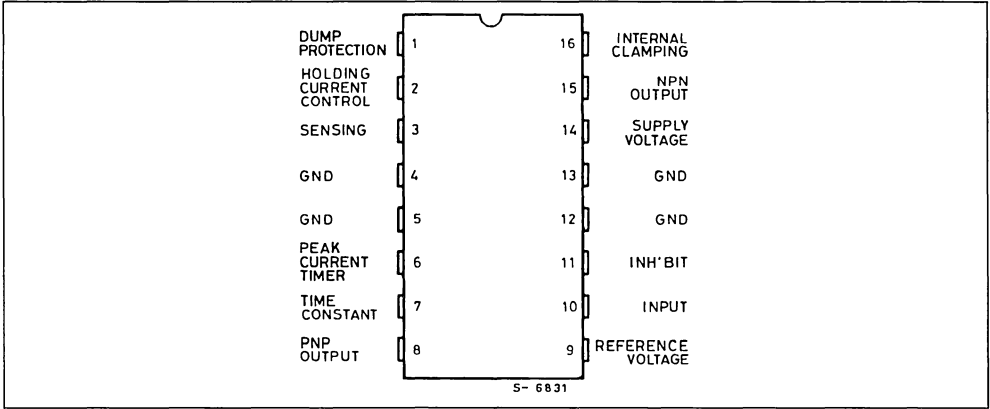 DUMP
PROTECTION
1
16
INTERNAL
CLAMPING
HOLDING
CURRENT
CONTROL
2
15
NPN
OUTPUT
SENSING
3
14
SUPPLY
VOLTAGE
GND
4
13
GND
GND
5
12
GND
PEAK
CURRENT
TIMER
6
11
INH'BIT
TIME
CONSTANT
7
10
INPUT
PNP
OUTPUT
8
9
REFERENCE
VOLTAGE
S- 6831